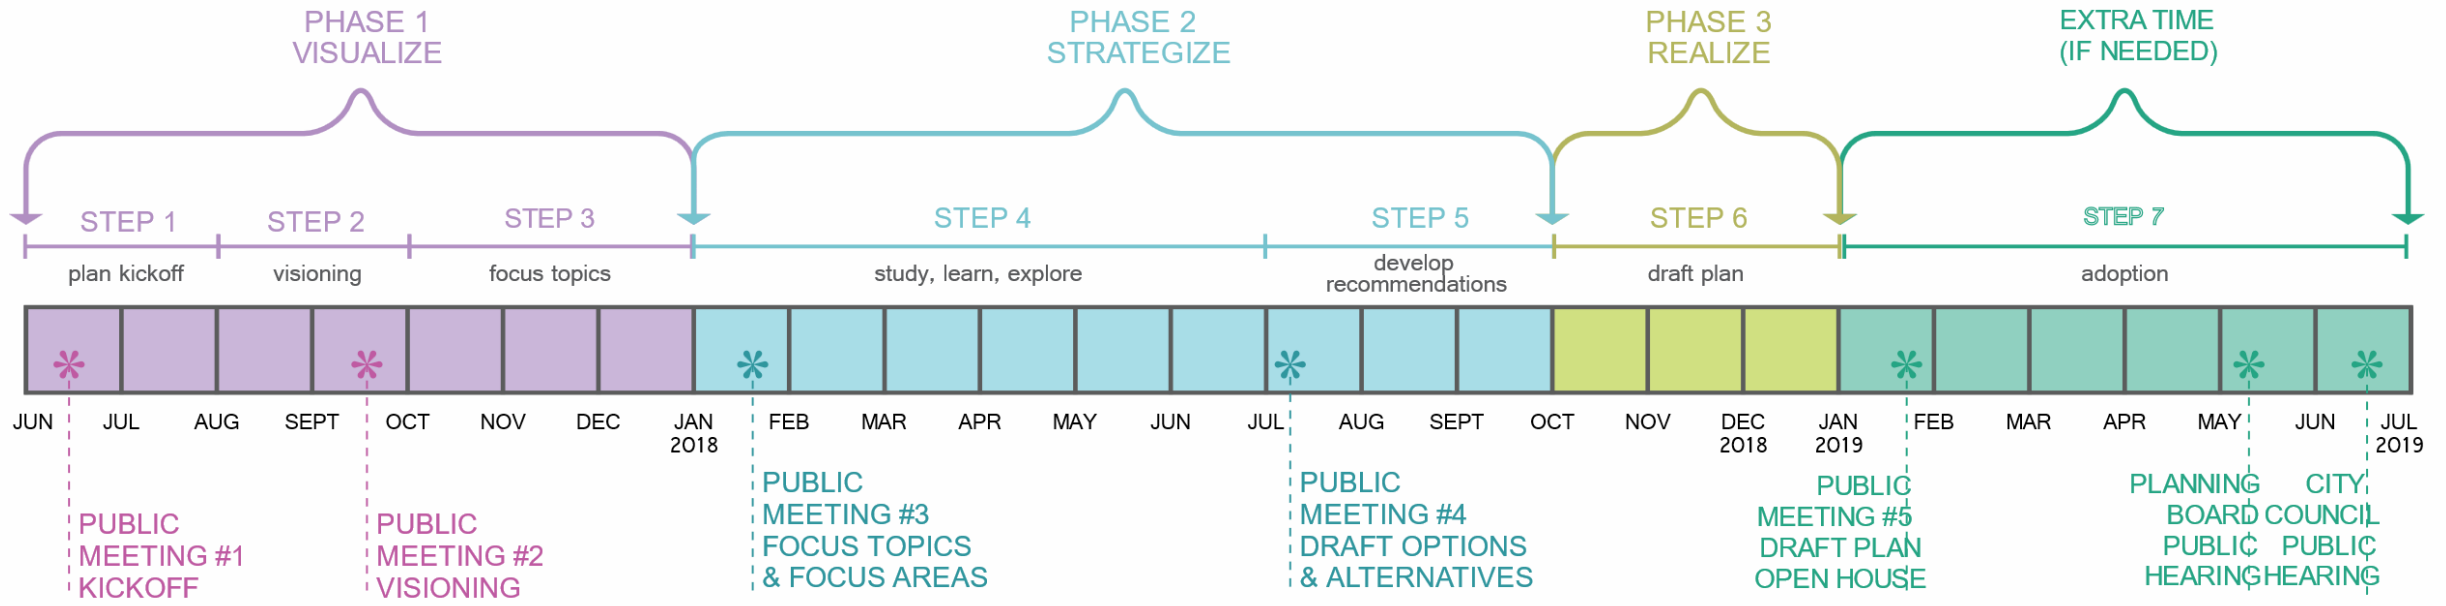 PHASE 1
VISUALIZE
PHASE 2
STRATEGIZE
PHASE 3
REALIZE
EXTRA TIME
(IF NEEDED)
STEP 1
STEP 2
STEP 3
STEP 4
STEP 5
STEP 6
STEP 7
plan kickoff
visioning
focus topics
study, learn, explore
develop
recommendations
draft plan
adoption
JUN
JUL
AUG
SEPT
OCT
NOV
DEC
JAN
2018
FEB
MAR
APR
MAY
JUN
JUL
AUG
SEPT
OCT
NOV
DEC
2018
JAN
2019
FEB
MAR
APR
MAY
JUN
JUL
2019
PUBLIC
MEETING #1
KICKOFF
PUBLIC
MEETING #2
VISIONING
PUBLIC
MEETING #3
FOCUS TOPICS
& FOCUS AREAS
PUBLIC
MEETING #4
DRAFT OPTIONS
& ALTERNATIVES
PUBLIC
MEETING #5
DRAFT PLAN
OPEN HOUSE
PLANNING
BOARD
PUBLIC
HEARING
CITY
COUNCIL
PUBLIC
HEARING